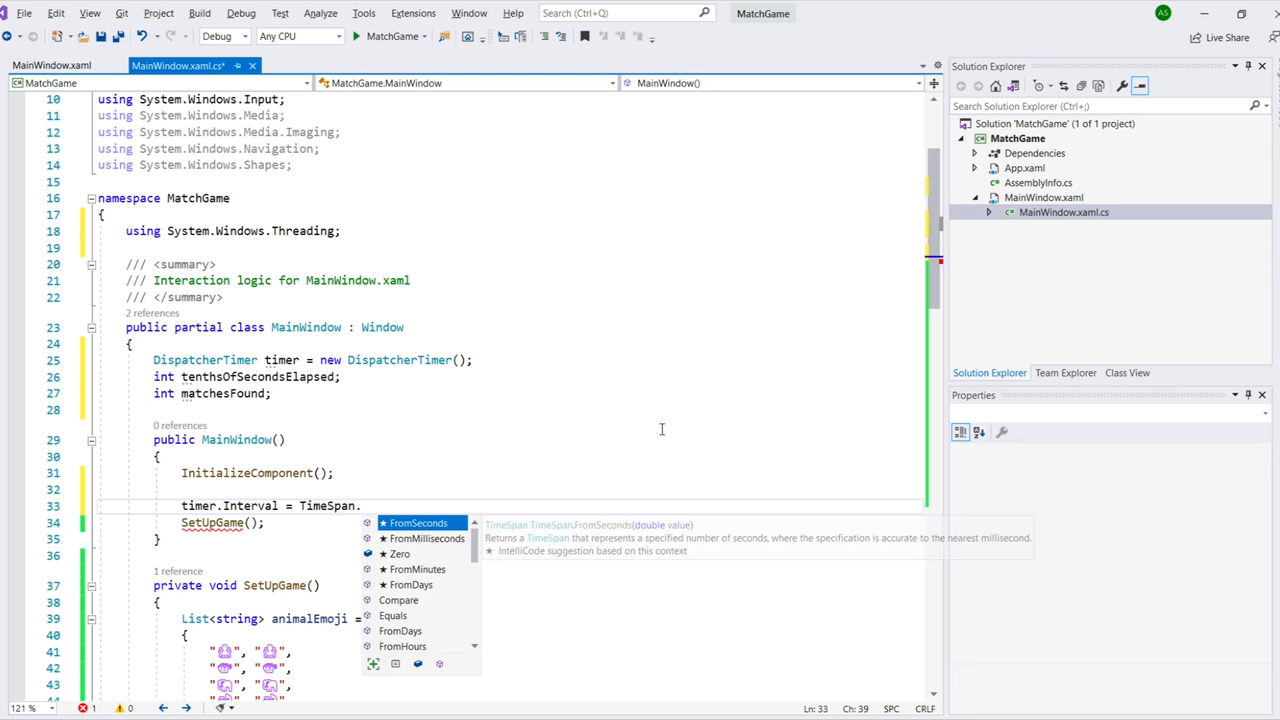 File Edit View Git Project Build Debug Test Analyze Tools Extensions Window Help Search (Ctrl+Q) MatchGame AS
Debug Any CPU MatchGame Live Share
MainWindow.xaml MainWindow.xaml.cs*
MatchGame MatchGame.MainWindow MainWindow()
10 using System.Windows.Input;
11 using System.Windows.Media;
12 using System.Windows.Media.Imaging;
13 using System.Windows.Navigation;
14 using System.Windows.Shapes;
15
16 namespace MatchGame
17 {
18 using System.Windows.Threading;
19
20 /// <summary>
21 /// Interaction logic for MainWindow.xaml
22 /// </summary>
2 references
23 public partial class MainWindow : Window
24 {
25 DispatcherTimer timer = new DispatcherTimer();
26 int tenthsOfSecondsElapsed;
27 int matchesFound;
28
0 references
29 public MainWindow()
30 {
31 InitializeComponent();
32
33 timer.Interval = TimeSpan.
34 SetUpGame();
35 }
36
1 reference
37 private void SetUpGame()
38 {
39 List<string> animalEmoji =
40 {
41 " ", " ",
42 " ", " ",
43 " ", " ",
★ FromSeconds
★ FromMilliseconds
★ Zero
★ FromMinutes
★ FromDays
Compare
Equals
FromDays
FromHours
TimeSpan TimeSpan.FromSeconds(double value)
Returns a TimeSpan that represents a specified number of seconds, where the specification is accurate to the nearest millisecond.
★ IntelliCode suggestion based on this context
121 % 1 0 Ln: 33 Ch: 39 SPC CRLF
Solution Explorer
Search Solution Explorer (Ctrl+;)
Solution 'MatchGame' (1 of 1 project)
MatchGame
Dependencies
App.xaml
AssemblyInfo.cs
MainWindow.xaml
MainWindow.xaml.cs
Solution Explorer Team Explorer Class View
Properties